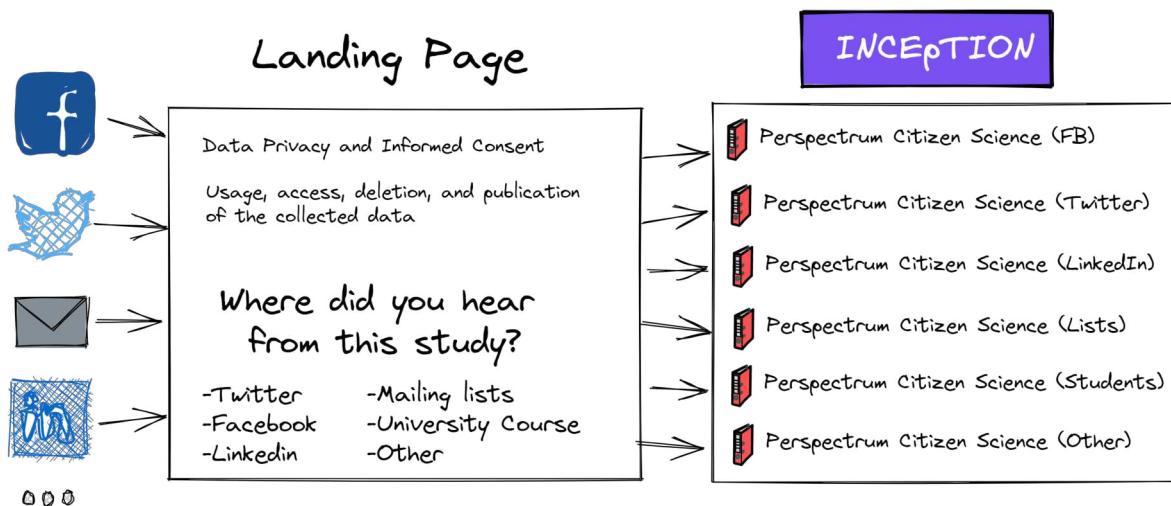 Landing Page
INCEpTION
f
Data Privacy and Informed Consent
Usage, access, deletion, and publication
of the collected data
Where did you hear
from this study?
-Twitter
-Facebook
-Linkedin
-Mailing lists
-University Course
-Other
Perspectrum Citizen Science (FB)
Perspectrum Citizen Science (Twitter)
Perspectrum Citizen Science (LinkedIn)
Perspectrum Citizen Science (Lists)
Perspectrum Citizen Science (Students)
Perspectrum Citizen Science (Other)